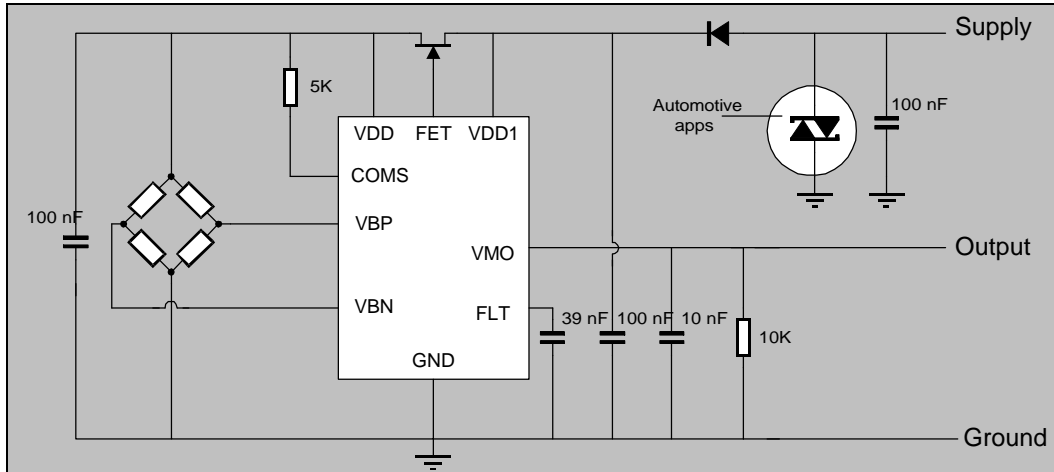 Supply
5K
Automotive
apps
100 nF
VDD FET VDD1
COMS
100 nF
VBP
VMO
Output
VBN
FLT
39 nF 100 nF 10 nF
10K
GND
Ground